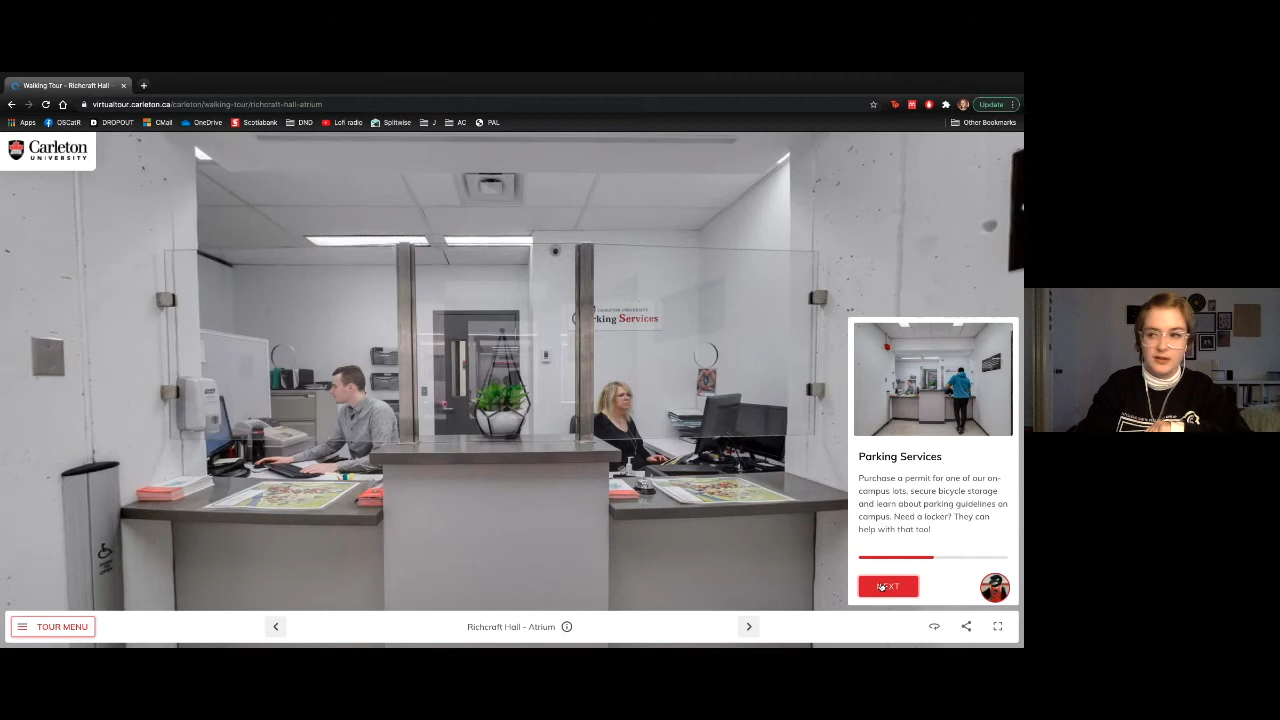 Walking Tour - Richcraft Hall
virtualtour.carleton.ca/carleton/walking-tour/richcraft-hall-atrium
Update
Apps
OSCatR
DROPOUT
CMail
OneDrive
Scotiabank
DND
Lofi radio
Splitwise
J
AC
PAL
Other Bookmarks
Carleton
UNIVERSITY
CARLETON UNIVERSITY
rking Services
Parking Services
Purchase a permit for one of our on-
campus lots, secure bicycle storage
and learn about parking guidelines on
campus. Need a locker? They can
help with that too!
NEXT
TOUR MENU
Richcraft Hall - Atrium